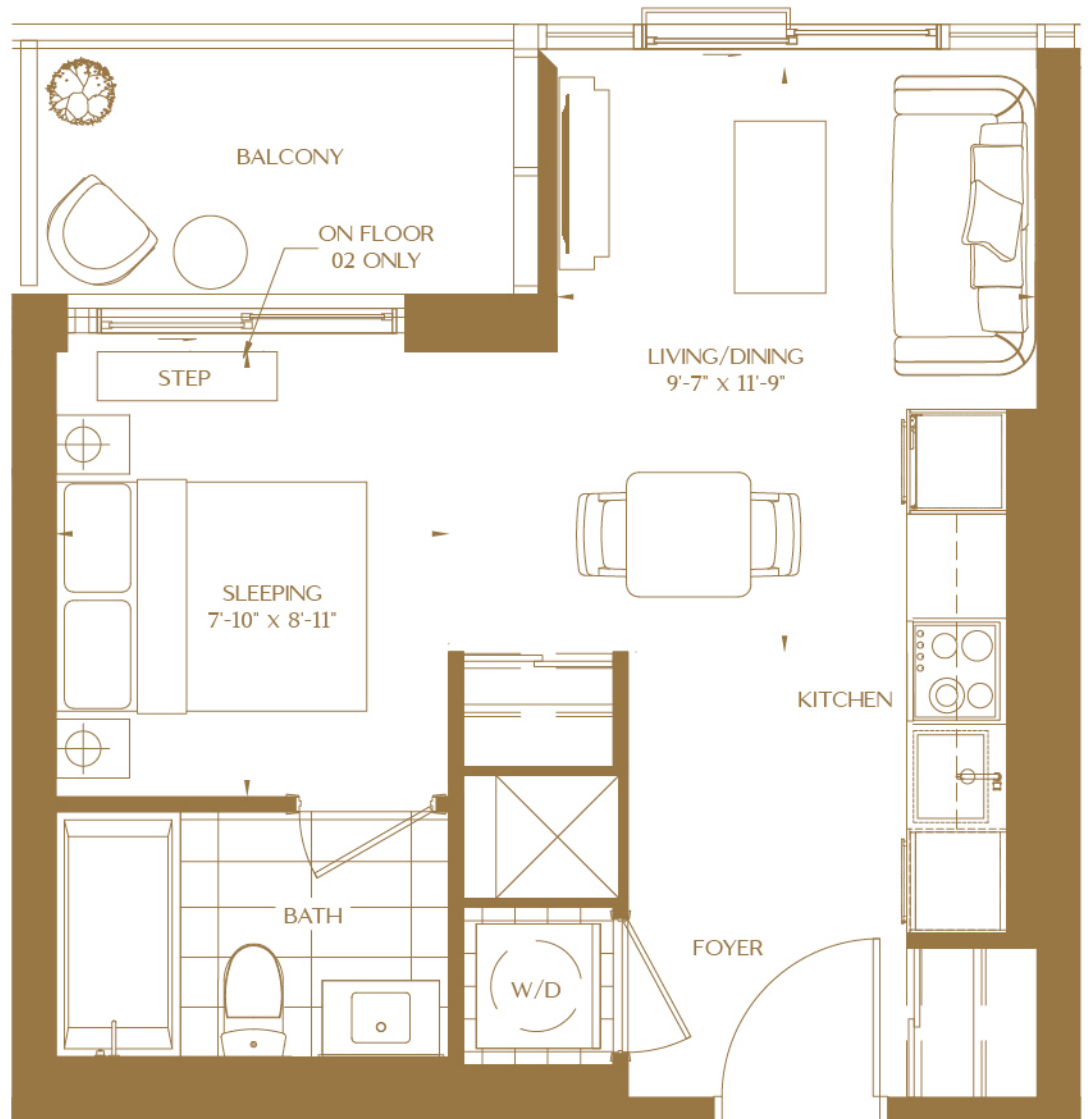 BALCONY
ON FLOOR
02 ONLY
STEP
LIVING/DINING
9'-7" X 11'-9"
SLEEPING
7'-10" X 8'-11"
KITCHEN
BATH
FOYER
W/D